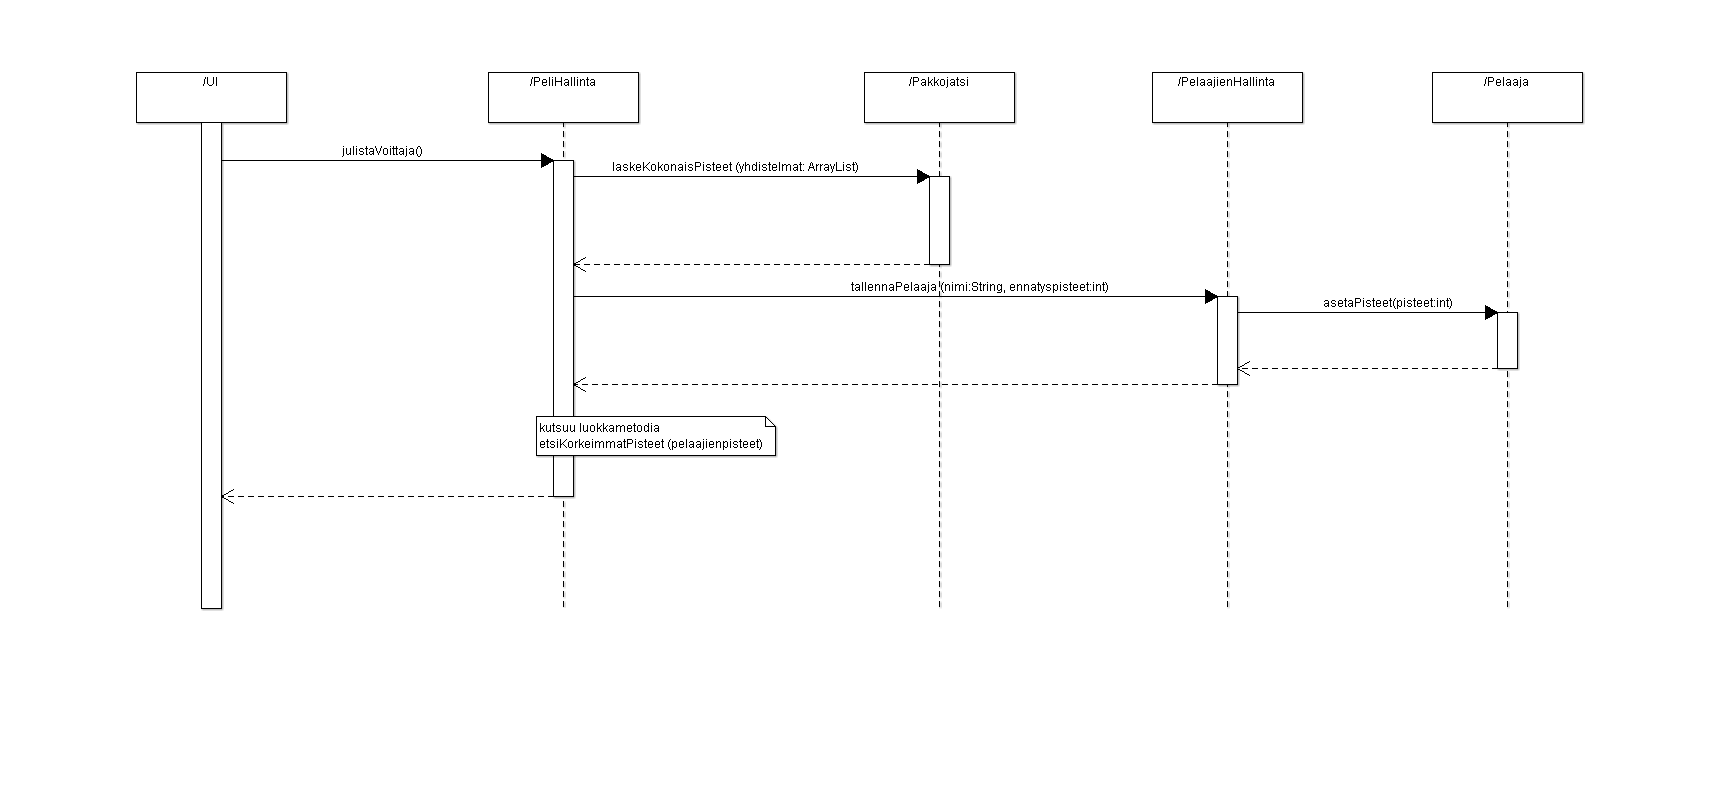 /UI
/PeliHallinta
/Pakkojatsi
/PelaajienHallinta
/Pelaaja
julistaVoittaja()
laskeKokonaisPisteet (yhdistelmat: ArrayList)
tallennaPelaaja (nimi:String, ennatyspisteet:int)
asetaPisteet(pisteet:int)
kutsuu luokkametodia
etsiKorkeimmatPisteet (pelaajienpisteet)